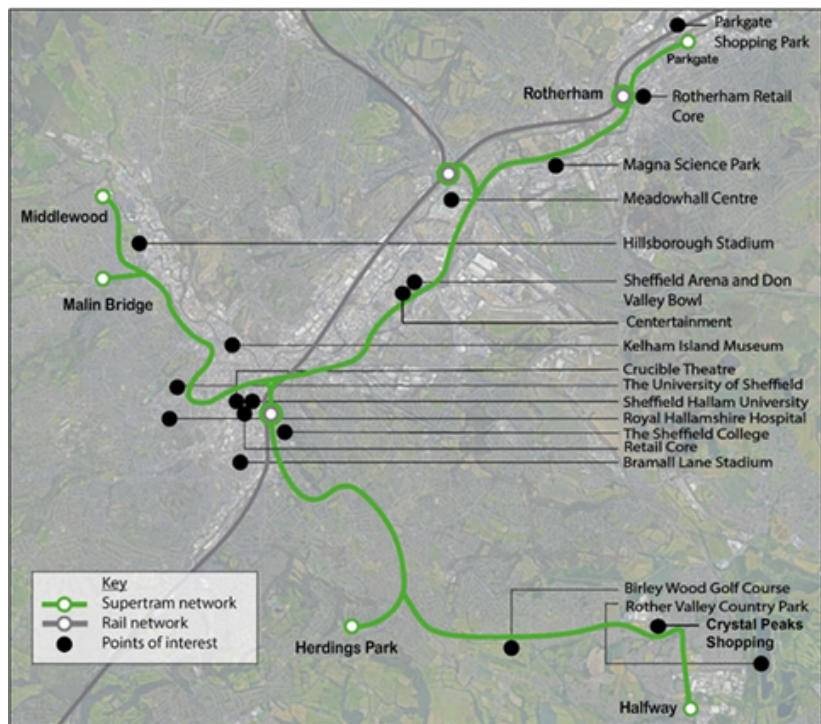 Parkgate
Shopping Park
Parkgate
Rotherham
Rotherham Retail
Core
Magna Science Park
Meadowhall Centre
Middlewood
Hillsborough Stadium
Malin Bridge
Sheffield Arena and Don
Valley Bowl
Centertainment
Kelham Island Museum
Crucible Theatre
The University of Sheffield
Sheffield Hallam University
Royal Hallamshire Hospital
The Sheffield College
Retail Core
Bramall Lane Stadium
Key
Supertram network
Rail network
Points of interest
Herdings Park
Birley Wood Golf Course
Rother Valley Country Park
Crystal Peaks
Shopping
Halfway